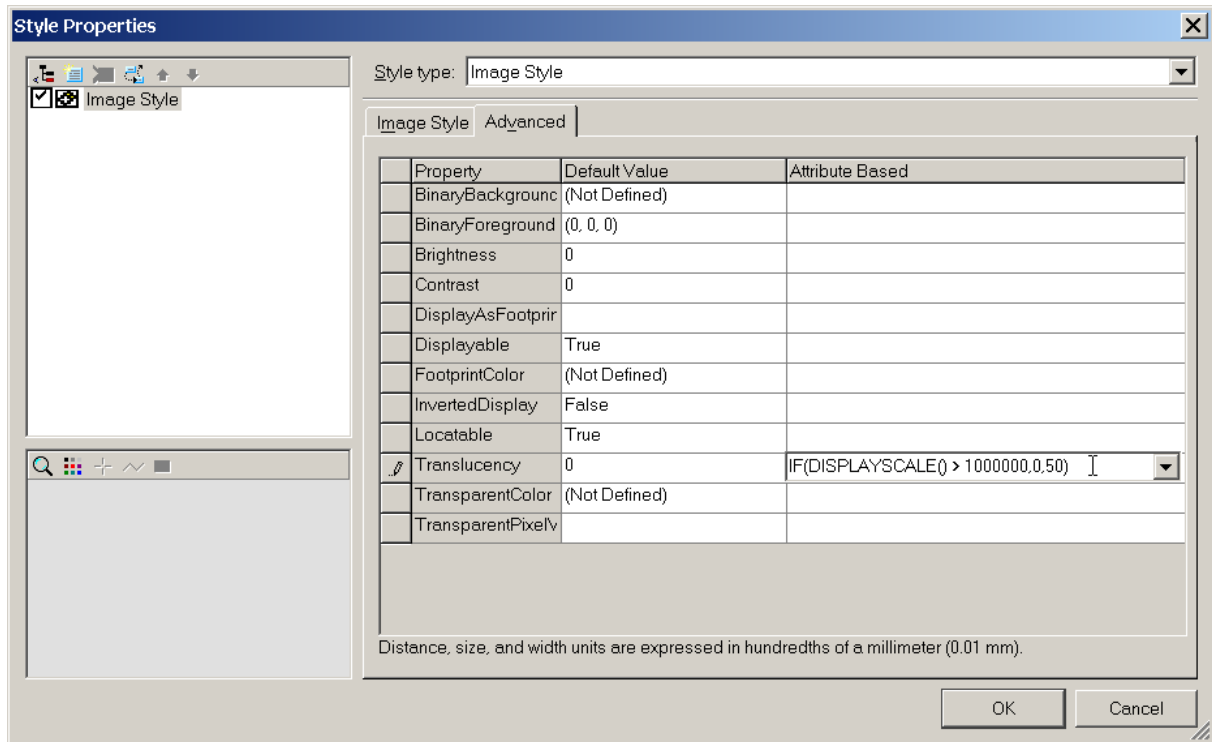 Style Properties
Image Style
Style type: Image Style
Image Style Advanced
Property Default Value Attribute Based
BinaryBackground (Not Defined)
BinaryForeground (0, 0, 0)
Brightness 0
Contrast 0
DisplayAsFootprir
Displayable True
FootprintColor (Not Defined)
InvertedDisplay False
Locatable True
Translucency 0 IF(DISPLAYSCALE() > 1000000,0,50)
TransparentColor (Not Defined)
TransparentPixelV
Distance, size, and width units are expressed in hundredths of a millimeter (0.01 mm).
OK Cancel